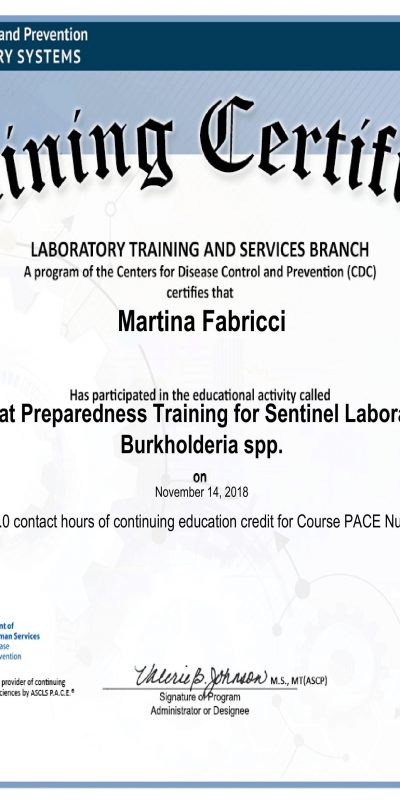 and Prevention
RY SYSTEMS
ining Certif
LABORATORY TRAINING AND SERVICES BRANCH
A program of the Centers for Disease Control and Prevention (CDC)
certifies that
Martina Fabricci
Has participated in the educational activity called
at Preparedness Training for Sentinel Labora
Burkholderia spp.
on
November 14, 2018
.0 contact hours of continuing education credit for Course PACE Nu
nt of
man Services
ase
vention
provider of continuing
ciences by ASCLS P.A.C.E.®
Valerie B. Johnson M.S., MT(ASCP)
Signature of Program
Administrator or Designee